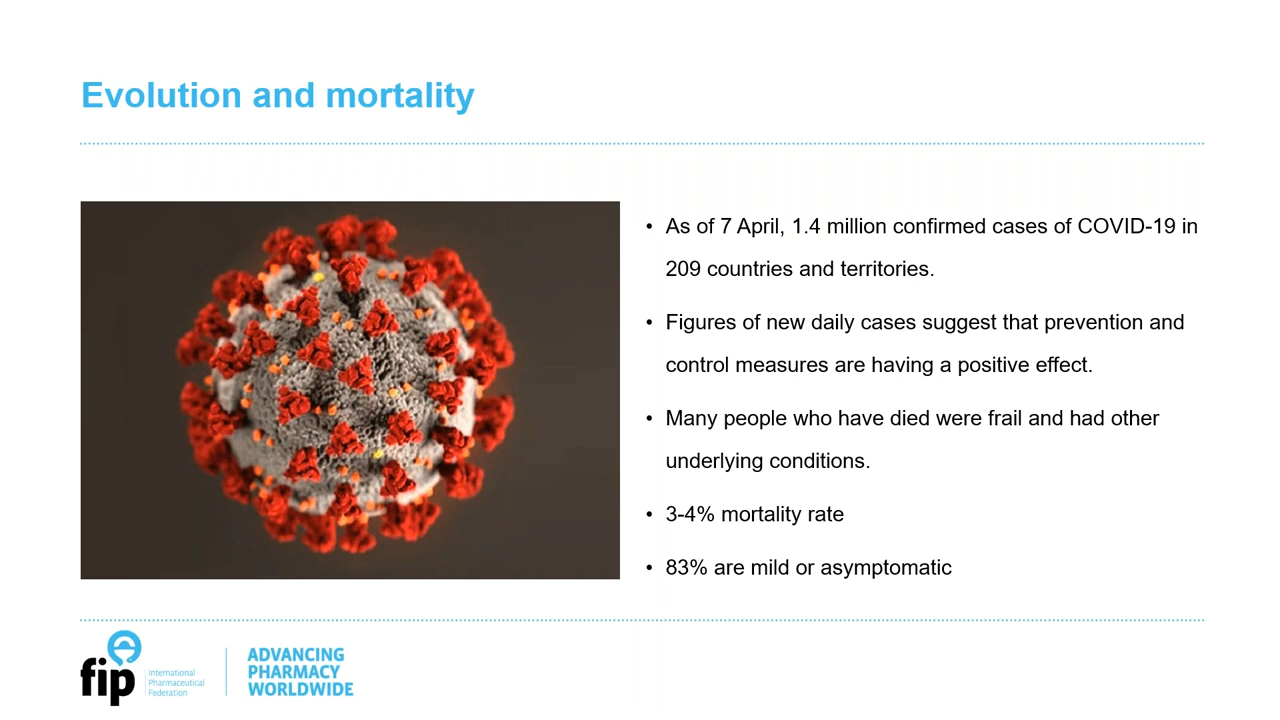 Evolution and mortality
• As of 7 April, 1.4 million confirmed cases of COVID-19 in
209 countries and territories.
• Figures of new daily cases suggest that prevention and
control measures are having a positive effect.
• Many people who have died were frail and had other
underlying conditions.
• 3-4% mortality rate
• 83% are mild or asymptomatic
fip
International
Pharmaceutical
Federation
ADVANCING
PHARMACY
WORLDWIDE